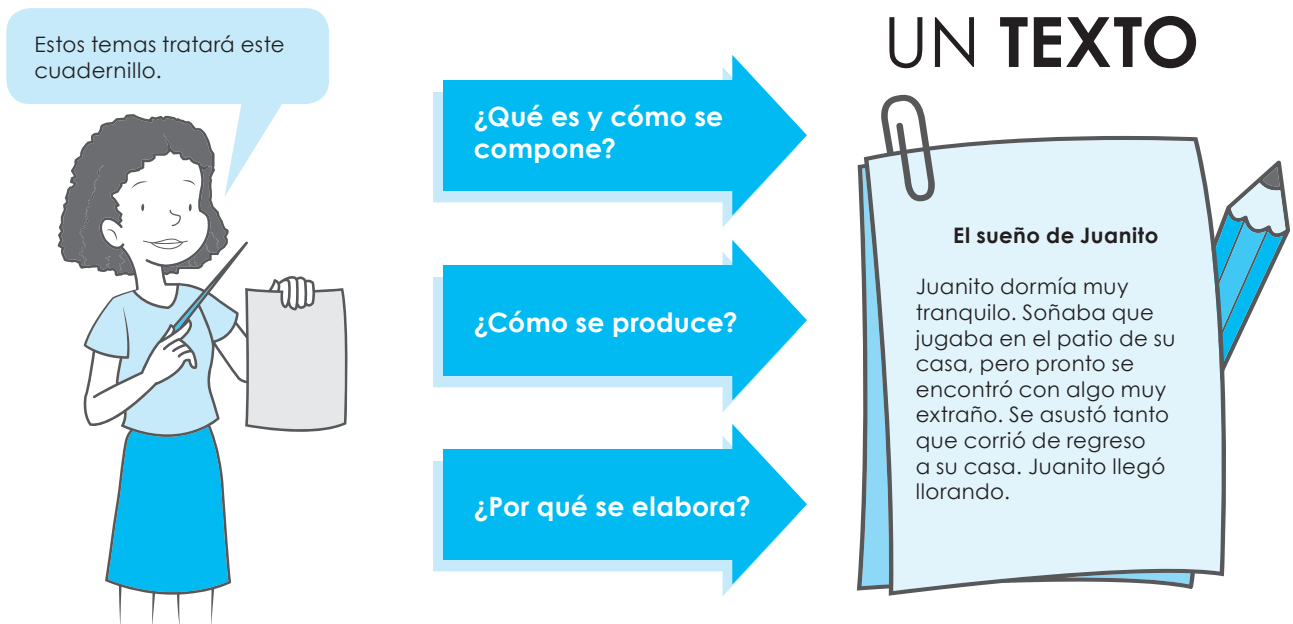 Estos temas tratará este
cuadernillo.
¿Qué es y cómo se
compone?
¿Cómo se produce?
¿Por qué se elabora?
UN TEXTO
El sueño de Juanito
Juanito dormía muy
tranquilo. Soñaba que
jugaba en el patio de su
casa, pero pronto se
encontró con algo muy
extraño. Se asustó tanto
que corrió de regreso
a su casa. Juanito llegó
llorando.